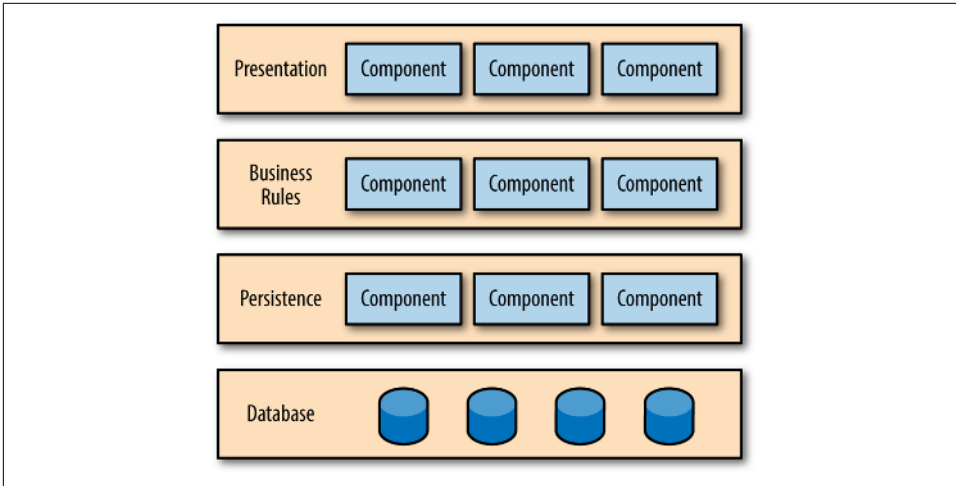 Presentation Component Component Component
Business
Rules
Component Component Component
Persistence Component Component Component
Database